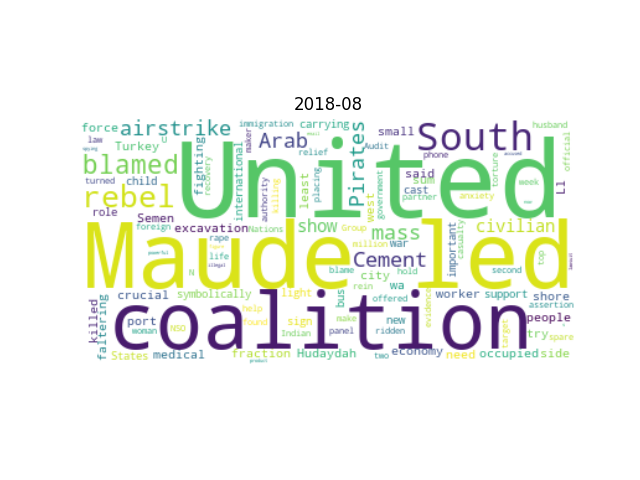 2018-08
force airstrike immigration carrying small South husband
law Turkey U fighting recovery international maker Arab relief Pirates Audit phone official
blamed United
turned child authority killing least placing said sum west government cast partner torture anxiety week Ll
rebel
role Semen excavation Nations show Group mass war civilian
foreign rape life N Maude led million blame city Cement hold rein wa important casualty second top
killed crucial symbolically light bus offered evidence worker support shore assertion
coalition
faltering port woman NSO help found sign Indian make panel new ridden target try people spare
States medical fraction Hudaydah two economy need occupied side
powerful illegal product